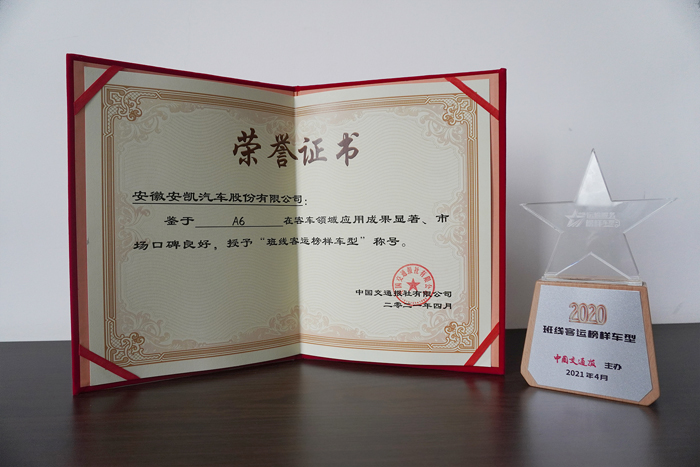 荣誉证书
安徽安凯汽车股份有限公司:
鉴于 A6 在客车领域应用成果显著、市
场口碑良好，授予“班线客运榜样车型”称号。
中国交通报社有限公司
二〇二一年四月
2020
班线客运榜样车型
中国交通报 主办
2021年4月